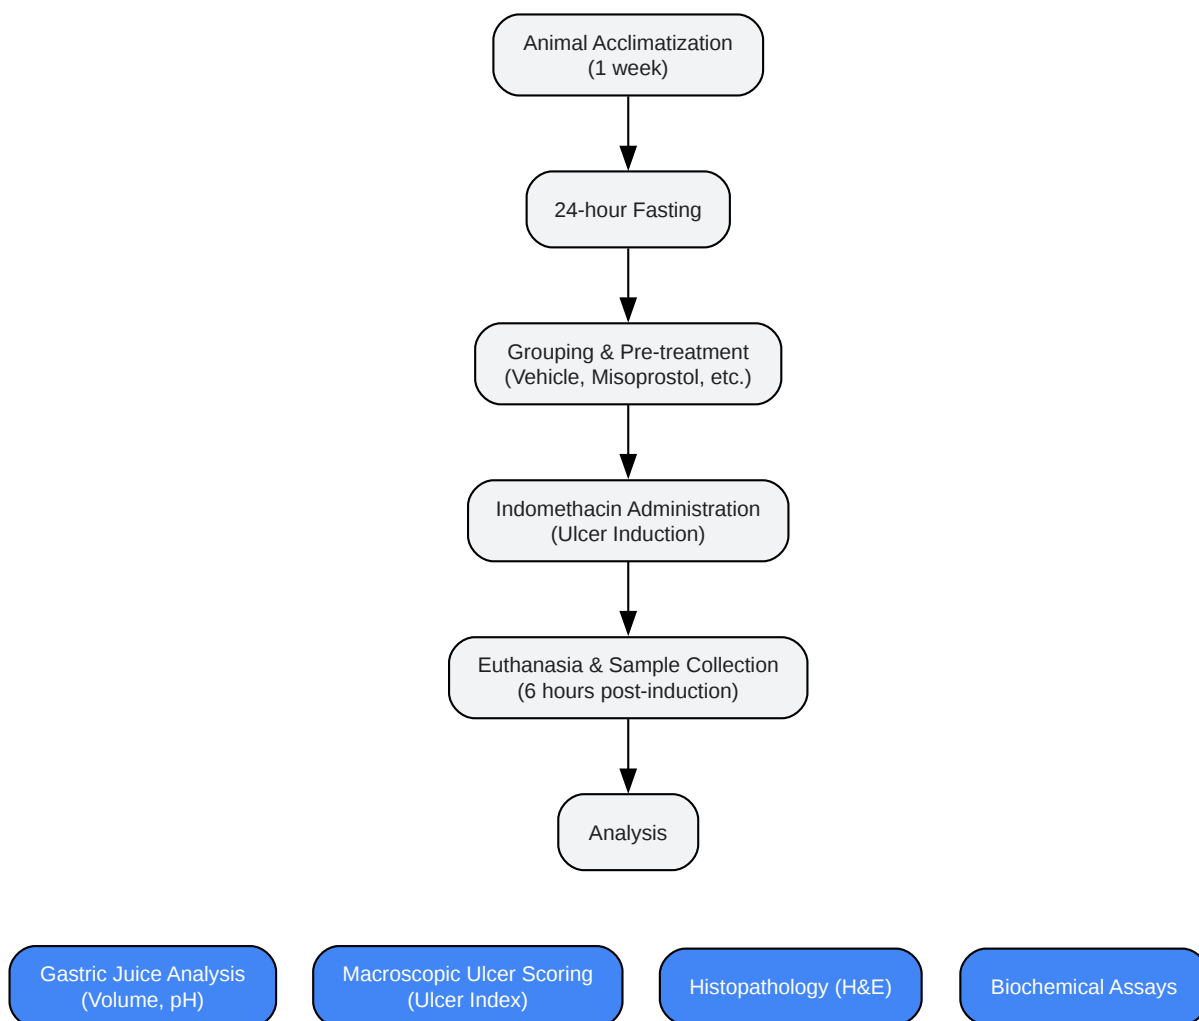 Animal Acclimatization
(1 week)
24-hour Fasting
Grouping & Pre-treatment
(Vehicle, Misoprostol, etc.)
Indomethacin Administration
(Ulcer Induction)
Euthanasia & Sample Collection
(6 hours post-induction)
Analysis
Gastric Juice Analysis
(Volume, pH)
Macroscopic Ulcer Scoring
(Ulcer Index)
Histopathology (H&E)
Biochemical Assays